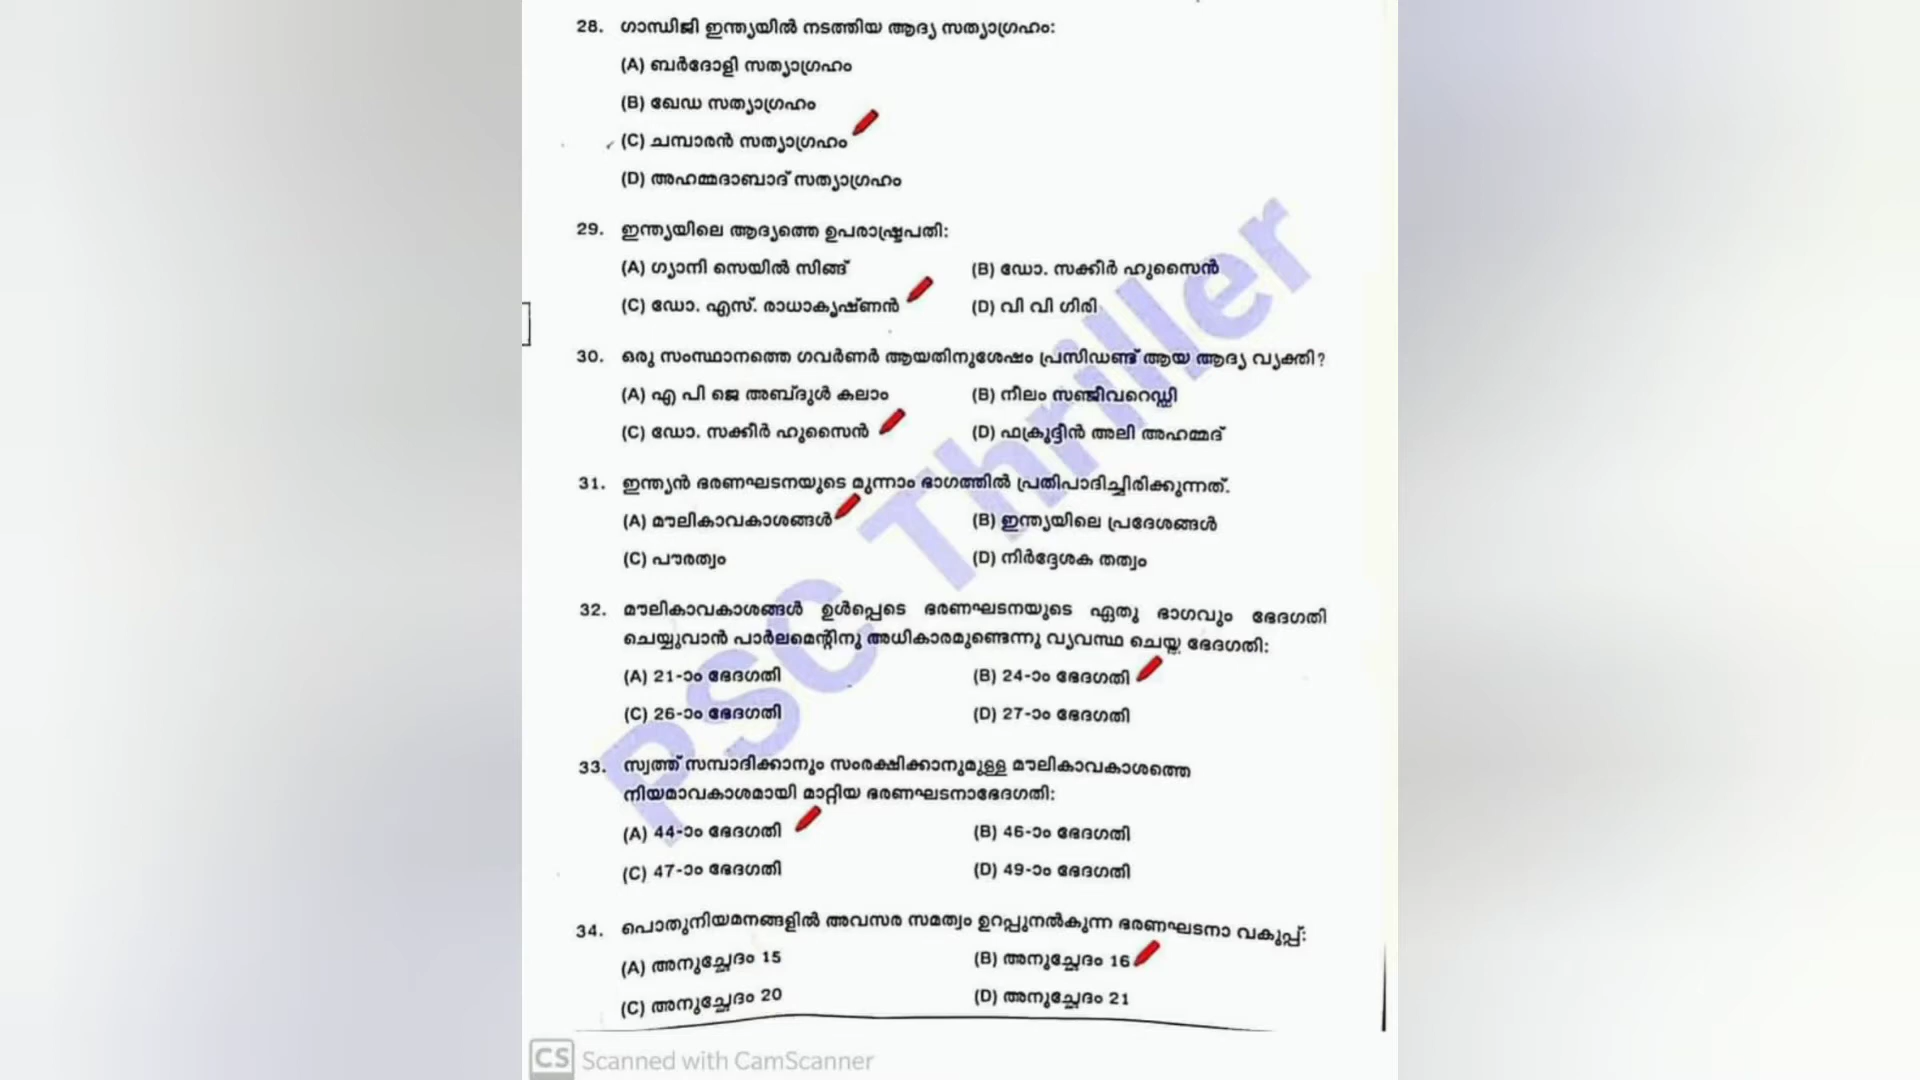 28. ഗാന്ധിജി ഇന്ത്യയിൽ നടത്തിയ ആദ്യ സത്യാഗ്രഹം:
(A) ബർദോളി സത്യാഗ്രഹം
(B) ഖേഡ സത്യാഗ്രഹം
(C) ചമ്പാരൻ സത്യാഗ്രഹം
(D) അഹമ്മദാബാദ് സത്യാഗ്രഹം
29. ഇന്ത്യയിലെ ആദ്യത്തെ ഉപരാഷ്ട്രപതി:
(A) ഗ്യാനി സെയിൽ സിങ്ങ് (B) ഡോ. സക്കീർ ഹുസൈൻ
(C) ഡോ. എസ്. രാധാകൃഷ്ണൻ (D) വി വി ഗിരി
30. ഒരു സംസ്ഥാനത്തെ ഗവർണർ ആയതിനുശേഷം പ്രസിഡണ്ട് ആയ ആദ്യ വ്യക്തി?
(A) എ പി ജെ അബ്ദുൾ കലാം (B) നീലം സഞ്ജീവറെഡ്ഡി
(C) ഡോ. സക്കീർ ഹുസൈൻ (D) ഫക്രുദ്ദീൻ അലി അഹമ്മദ്
31. ഇന്ത്യൻ ഭരണഘടനയുടെ മൂന്നാം ഭാഗത്തിൽ പ്രതിപാദിച്ചിരിക്കുന്നത്.
(A) മൗലികാവകാശങ്ങൾ (B) ഇന്ത്യയിലെ പ്രദേശങ്ങൾ
(C) പൗരത്വം (D) നിർദ്ദേശക തത്വം
32. മൗലികാവകാശങ്ങൾ ഉൾപ്പെടെ ഭരണഘടനയുടെ ഏതു ഭാഗവും ഭേദഗതി
ചെയ്യുവാൻ പാർലമെന്റിനു അധികാരമുണ്ടെന്നു വ്യവസ്ഥ ചെയ്ത ഭേദഗതി:
(A) 21-ാം ഭേദഗതി (B) 24-ാം ഭേദഗതി
(C) 26-ാം ഭേദഗതി (D) 27-ാം ഭേദഗതി
33. സ്വത്ത് സമ്പാദിക്കാനും സംരക്ഷിക്കാനുമുള്ള മൗലികാവകാശത്തെ
നിയമാവകാശമായി മാറ്റിയ ഭരണഘടനാഭേദഗതി:
(A) 44-ാം ഭേദഗതി (B) 46-ാം ഭേദഗതി
(C) 47-ാം ഭേദഗതി (D) 49-ാം ഭേദഗതി
34. പൊതുനിയമനങ്ങളിൽ അവസര സമത്വം ഉറപ്പുനൽകുന്ന ഭരണഘടനാ വകുപ്പ്:
(A) അനുച്ഛേദം 15 (B) അനുച്ഛേദം 16
(C) അനുച്ഛേദം 20 (D) അനുച്ഛേദം 21
PSC Thriller
CS Scanned with CamScanner